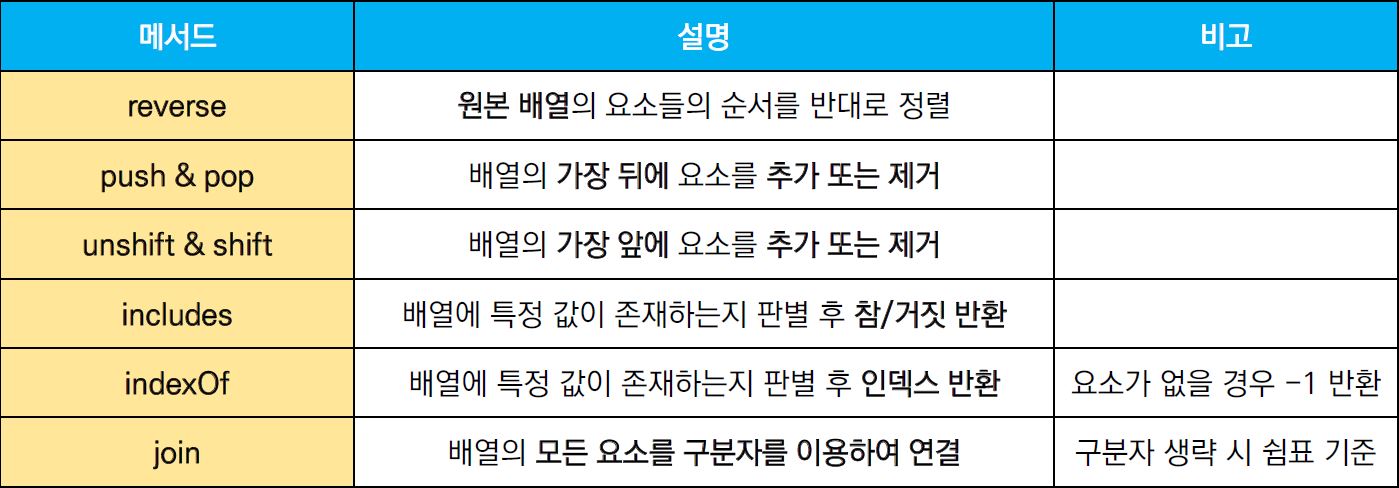 메서드 설명 비고
reverse 원본 배열의 요소들의 순서를 반대로 정렬
push & pop 배열의 가장 뒤에 요소를 추가 또는 제거
unshift & shift 배열의 가장 앞에 요소를 추가 또는 제거
includes 배열에 특정 값이 존재하는지 판별 후 참/거짓 반환
indexOf 배열에 특정 값이 존재하는지 판별 후 인덱스 반환 요소가 없을 경우 -1 반환
join 배열의 모든 요소를 구분자를 이용하여 연결 구분자 생략 시 쉼표 기준